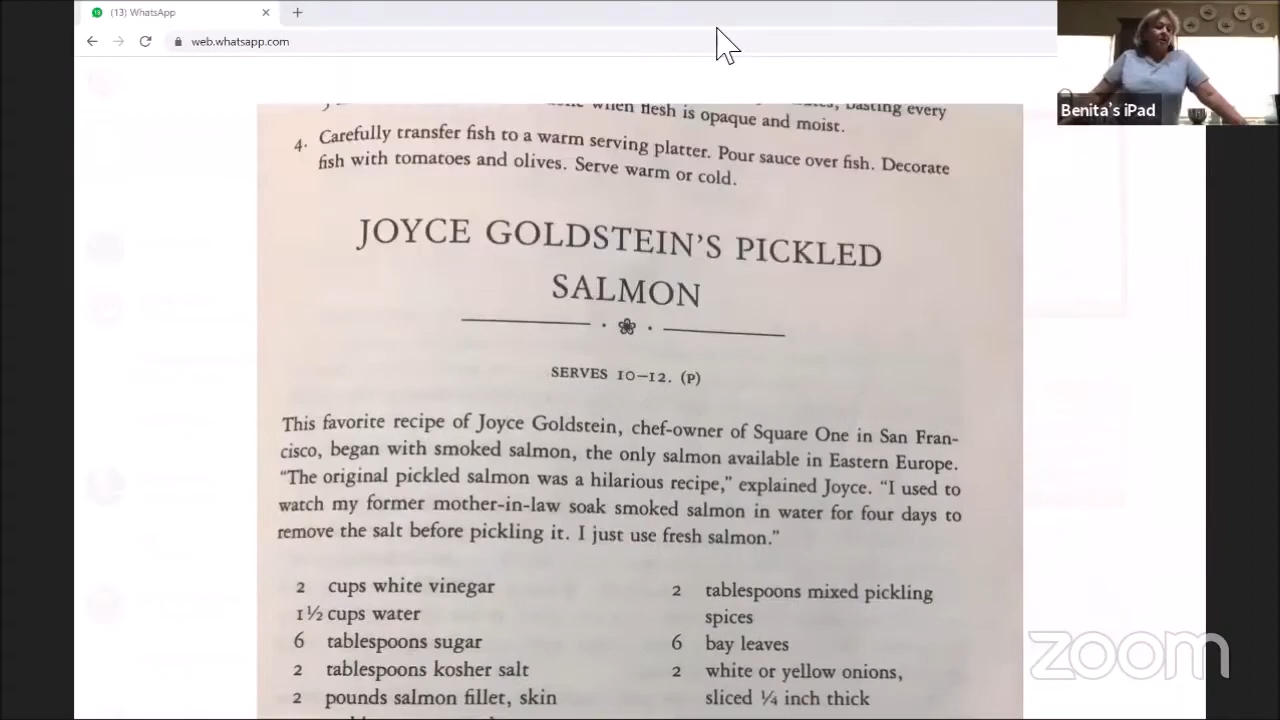 (13) WhatsApp
web.whatsapp.com
Benita's iPad
when flesh is opaque and moist.
basting every
4. Carefully transfer fish to a warm serving platter. Pour sauce over fish. Decorate
fish with tomatoes and olives. Serve warm or cold.
JOYCE GOLDSTEIN'S PICKLED
SALMON
SERVES 10–12. (P)
This favorite recipe of Joyce Goldstein, chef-owner of Square One in San Fran-
cisco, began with smoked salmon, the only salmon available in Eastern Europe.
"The original pickled salmon was a hilarious recipe," explained Joyce. "I used to
watch my former mother-in-law soak smoked salmon in water for four days to
remove the salt before pickling it. I just use fresh salmon."
2 cups white vinegar
1½ cups water
6 tablespoons sugar
2 tablespoons kosher salt
2 pounds salmon fillet, skin
2 tablespoons mixed pickling
spices
6 bay leaves
2 white or yellow onions,
sliced ¼ inch thick
zoom